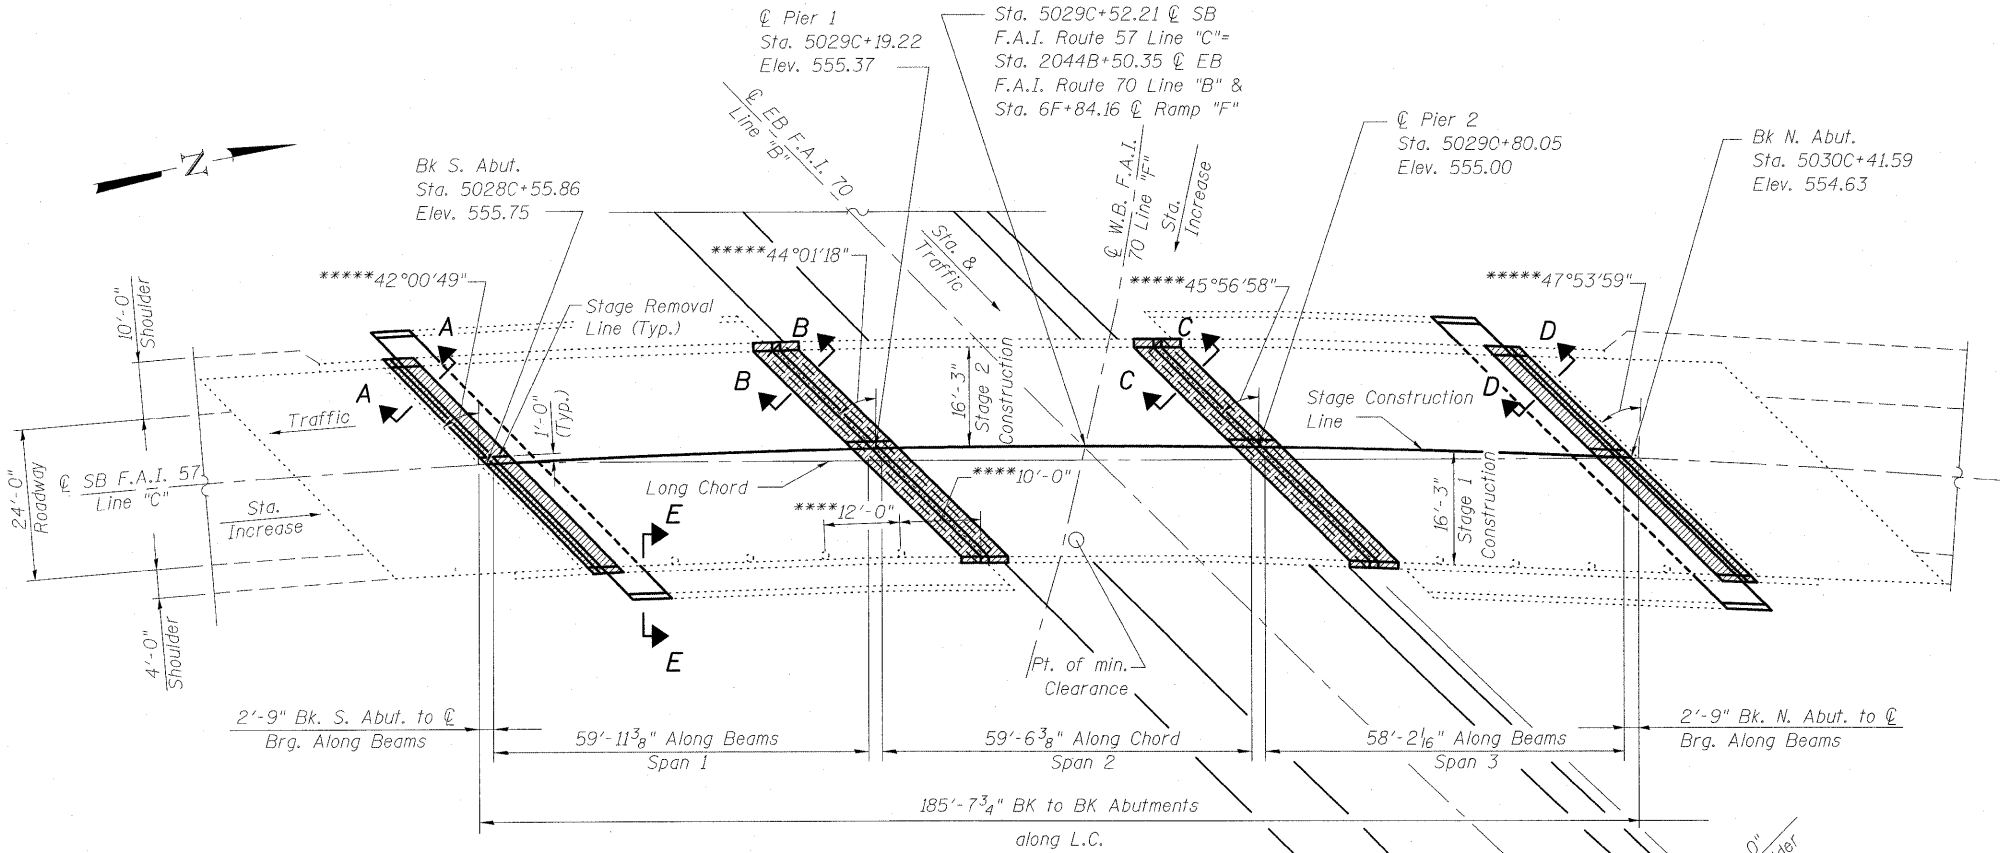 ℄ Pier 1
Sta. 5029C+19.22
Elev. 555.37
Sta. 5029C+52.21 ℄ SB
F.A.I. Route 57 Line "C"=
Sta. 2044B+50.35 ℄ EB
F.A.I. Route 70 Line "B" &
Sta. 6F+84.16 ℄ Ramp "F"
℄ Pier 2
Sta. 5029C+80.05
Elev. 555.00
Bk N. Abut.
Sta. 5030C+41.59
Elev. 554.63
Bk S. Abut.
Sta. 5028C+55.86
Elev. 555.75
N
℄ EB F.A.I. 70
Line "B"
℄ W.B. F.A.I.
70 Line "F"
Sta.
Increase
Sta. &
Traffic
*****42°00'49"
*****44°01'18"
*****45°56'58"
*****47°53'59"
Stage Removal
Line (Typ.)
10'-0"
Shoulder
A
A
B
B
C
C
D
D
E
E
Traffic
1'-0"
(Typ.)
16'-3"
Stage 2
Construction
Stage Construction
Line
24'-0"
Roadway
℄ SB F.A.I. 57
Line "C"
Sta.
Increase
Long Chord
****10'-0"
****12'-0"
16'-3"
Stage 1
Construction
4'-0"
Shoulder
Pt. of min.
Clearance
2'-9" Bk. S. Abut. to ℄
Brg. Along Beams
59'-11 3/8" Along Beams
Span 1
59'-6 3/8" Along Chord
Span 2
58'-2 1/16" Along Beams
Span 3
2'-9" Bk. N. Abut. to ℄
Brg. Along Beams
185'-7 3/4" BK to BK Abutments
along L.C.